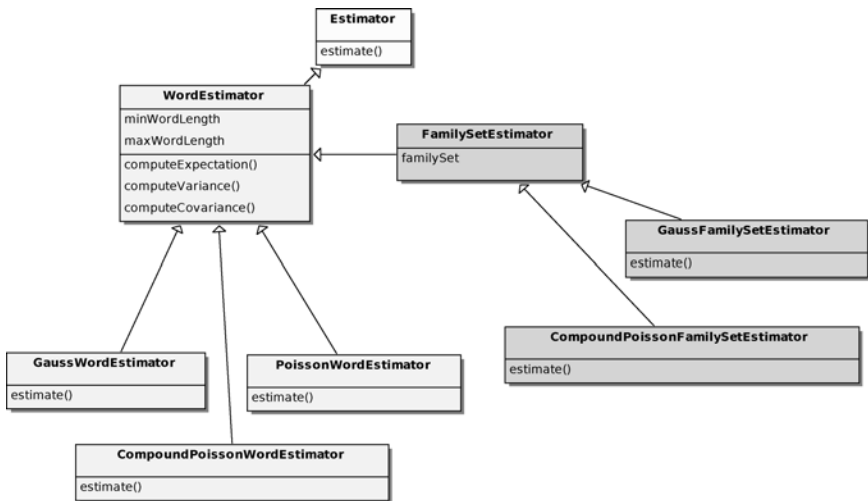 Estimator
estimate()
WordEstimator
minWordLength
maxWordLength
computeExpectation()
computeVariance()
computeCovariance()
FamilySetEstimator
familySet
GaussFamilySetEstimator
estimate()
CompoundPoissonFamilySetEstimator
estimate()
GaussWordEstimator
estimate()
PoissonWordEstimator
estimate()
CompoundPoissonWordEstimator
estimate()